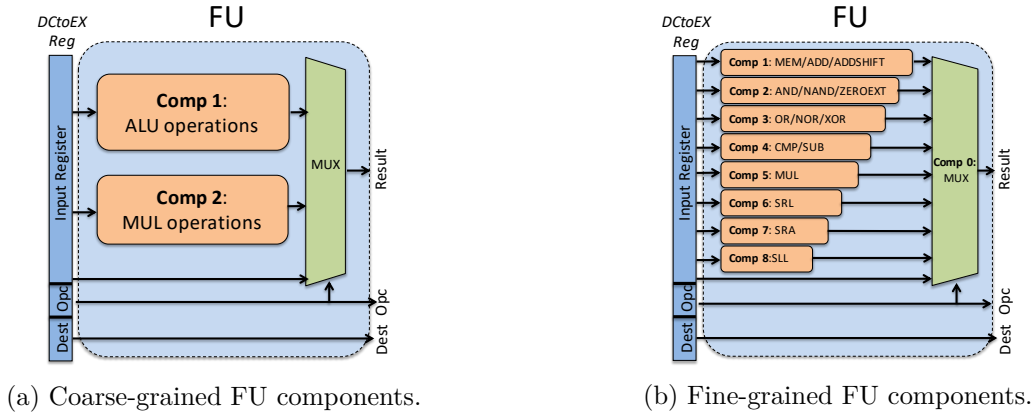 FU
DCtoEX
Reg
Input Register
Opc
Dest
Comp 1:
ALU operations
Comp 2:
MUL operations
MUX
Result
Opc
Dest
(a) Coarse-grained FU components.
FU
DCtoEX
Reg
Input Register
Opc
Dest
Comp 1: MEM/ADD/ADDSHIFT
Comp 2: AND/NAND/ZEROEXT
Comp 3: OR/NOR/XOR
Comp 4: CMP/SUB
Comp 5: MUL
Comp 6: SRL
Comp 7: SRA
Comp 8:SLL
Comp 0:
MUX
Result
Opc
Dest
(b) Fine-grained FU components.